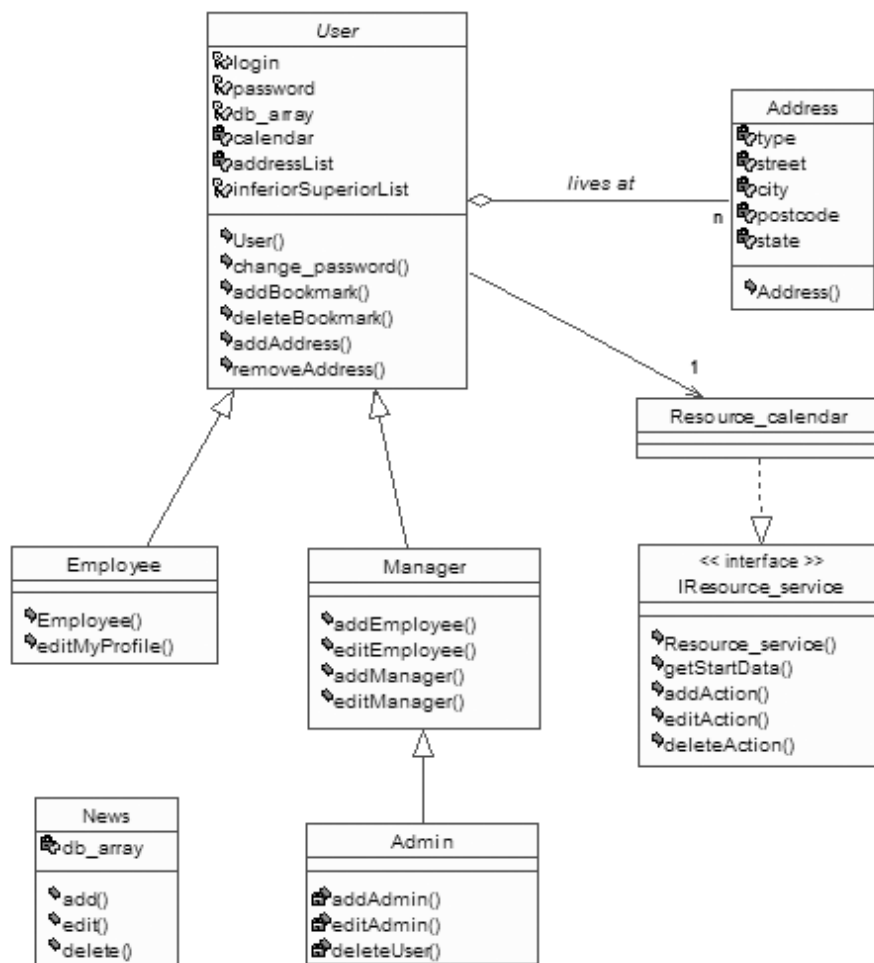 User
login
password
db_array
calendar
addressList
inferiorSuperiorList
User()
change_password()
addBookmark()
deleteBookmark()
addAddress()
removeAddress()
lives at
n
Address
type
street
city
postcode
state
Address()
1
Resource_calendar
<< interface >>
IResource_service
Resource_service()
getStartData()
addAction()
editAction()
deleteAction()
Employee
Employee()
editMyProfile()
Manager
addEmployee()
editEmployee()
addManager()
editManager()
News
db_array
add()
edit()
delete()
Admin
addAdmin()
editAdmin()
deleteUser()